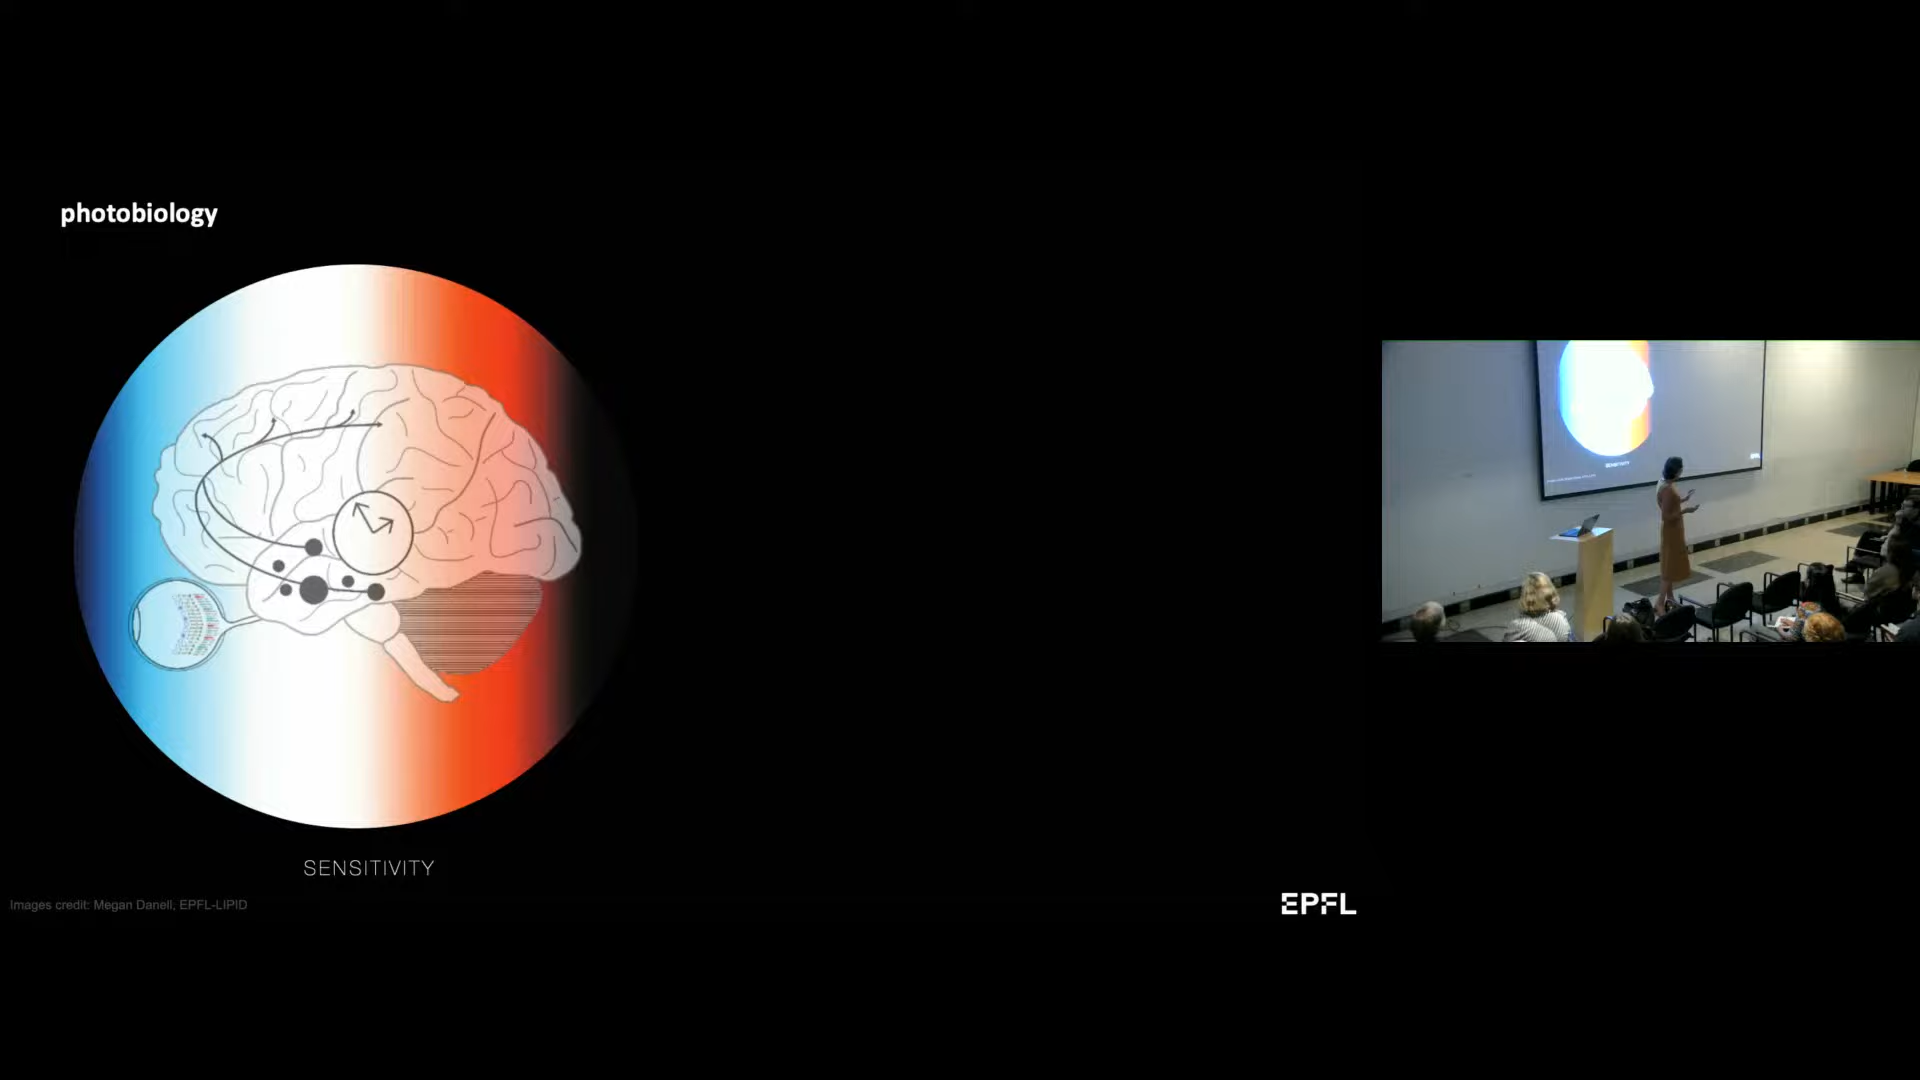 photobiology
SENSITIVITY
Images credit: Megan Danell, EPFL-LIPID
EPFL